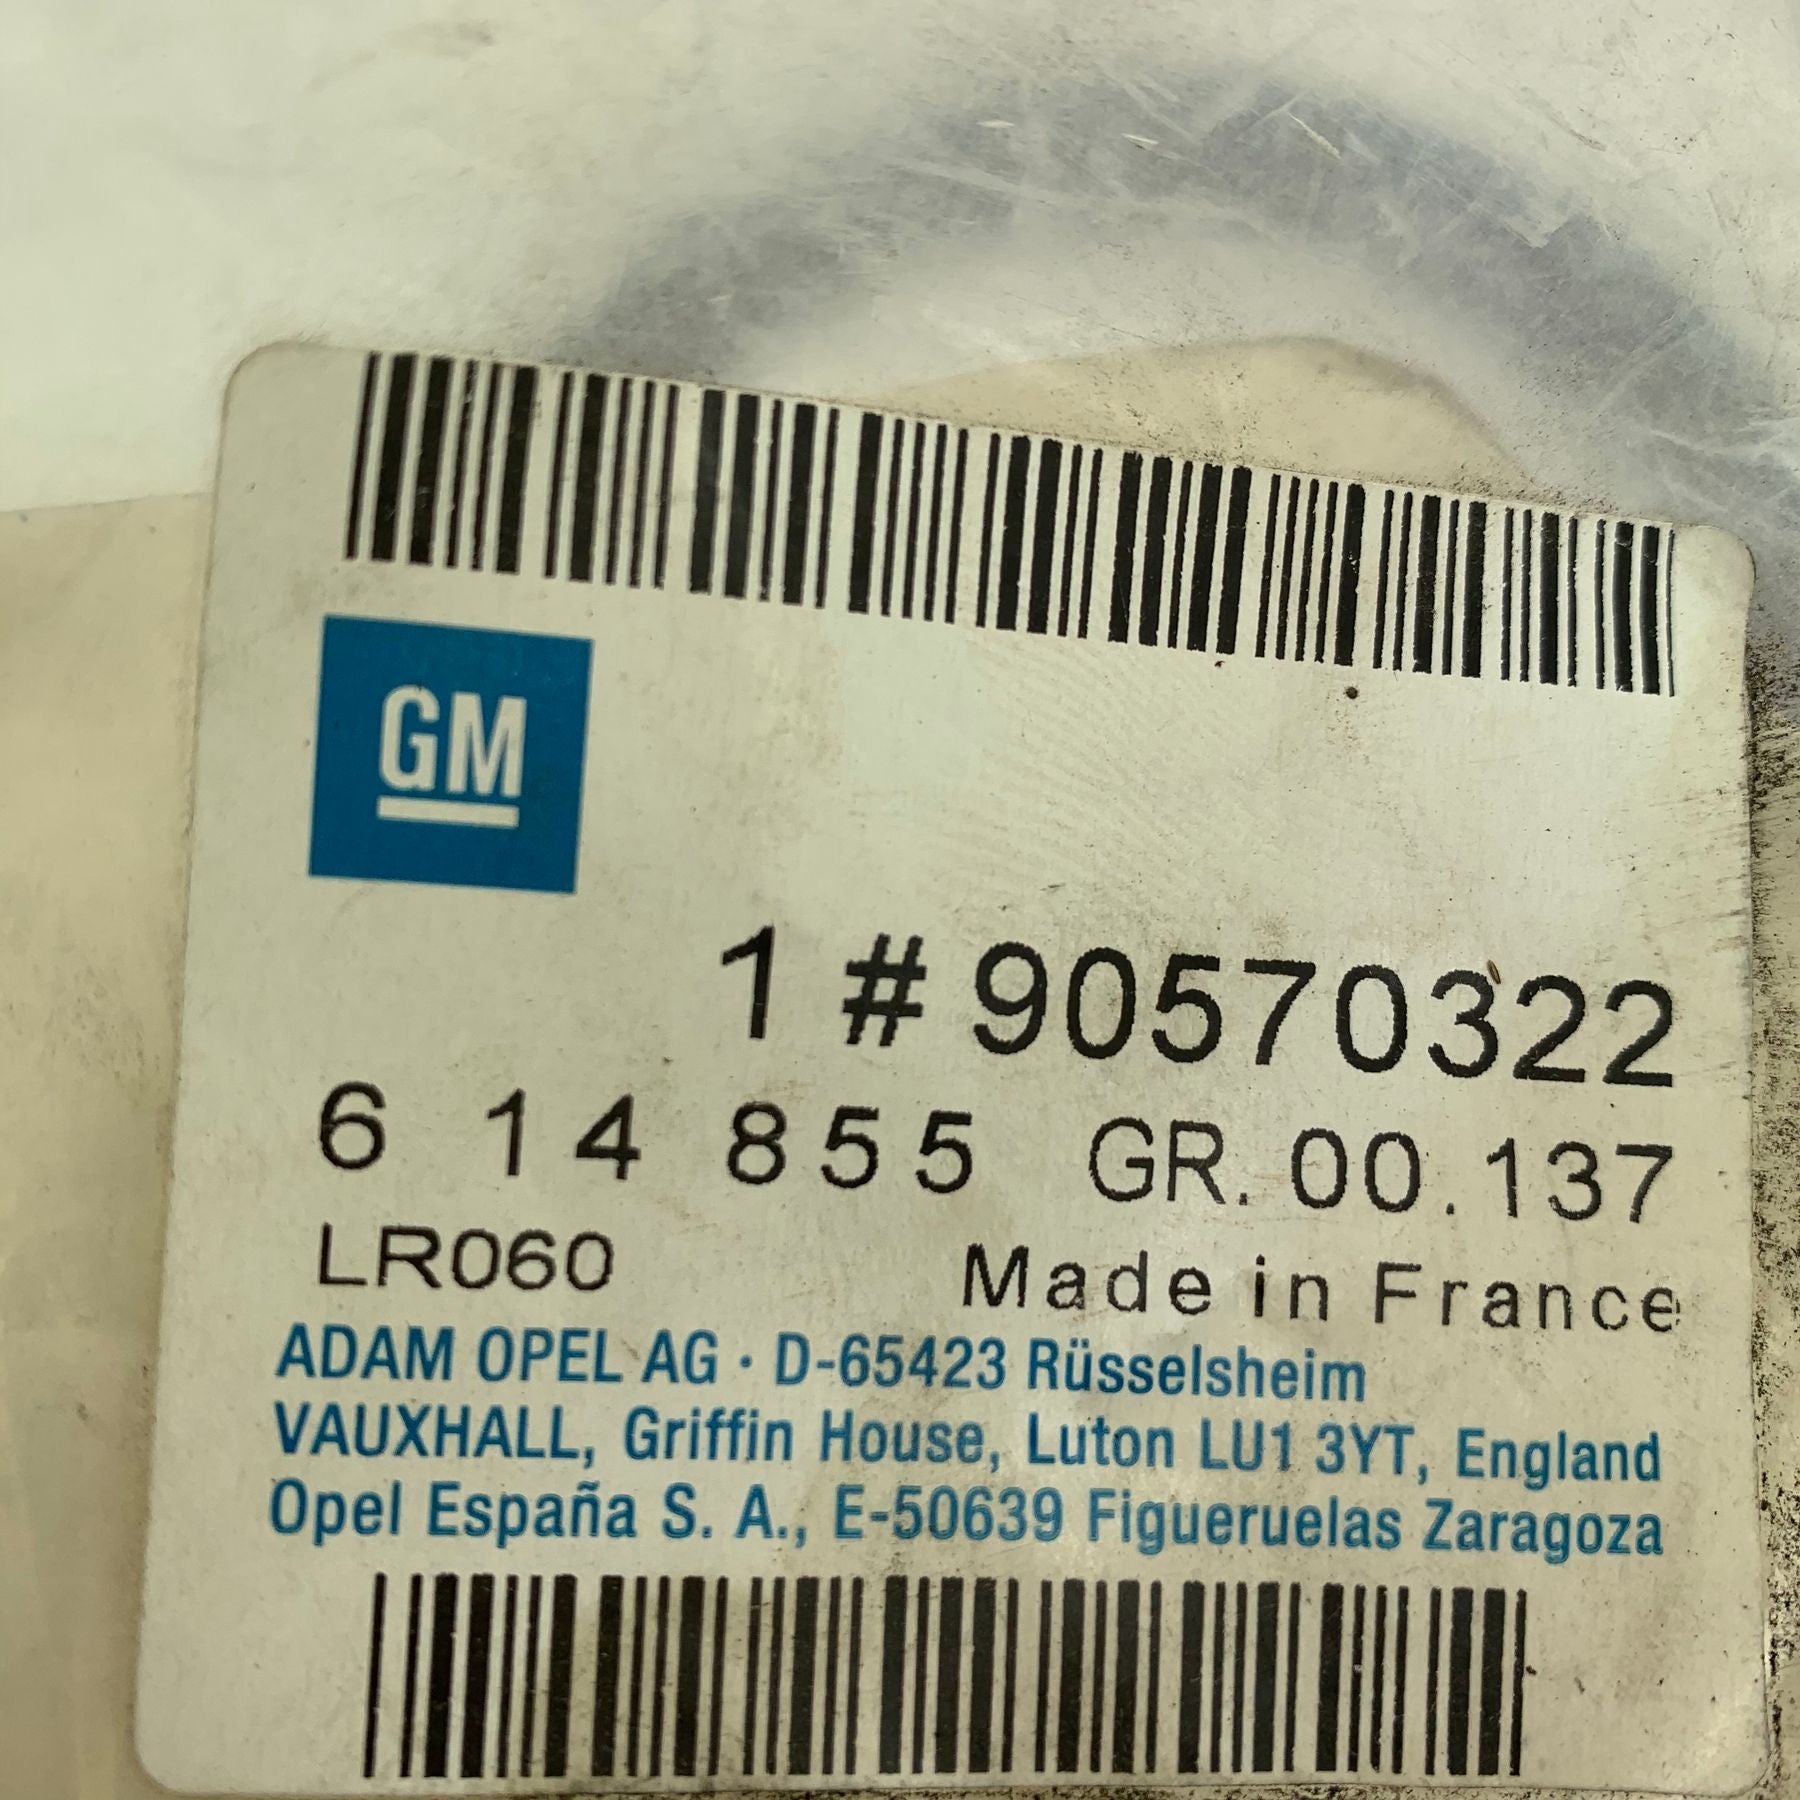 GM
1 # 90570322
6 14 855 GR. 00.137
LR060 Made in France
ADAM OPEL AG · D-65423 Rüsselsheim
VAUXHALL, Griffin House, Luton LU1 3YT, England
Opel España S. A., E-50639 Figueruelas Zaragoza